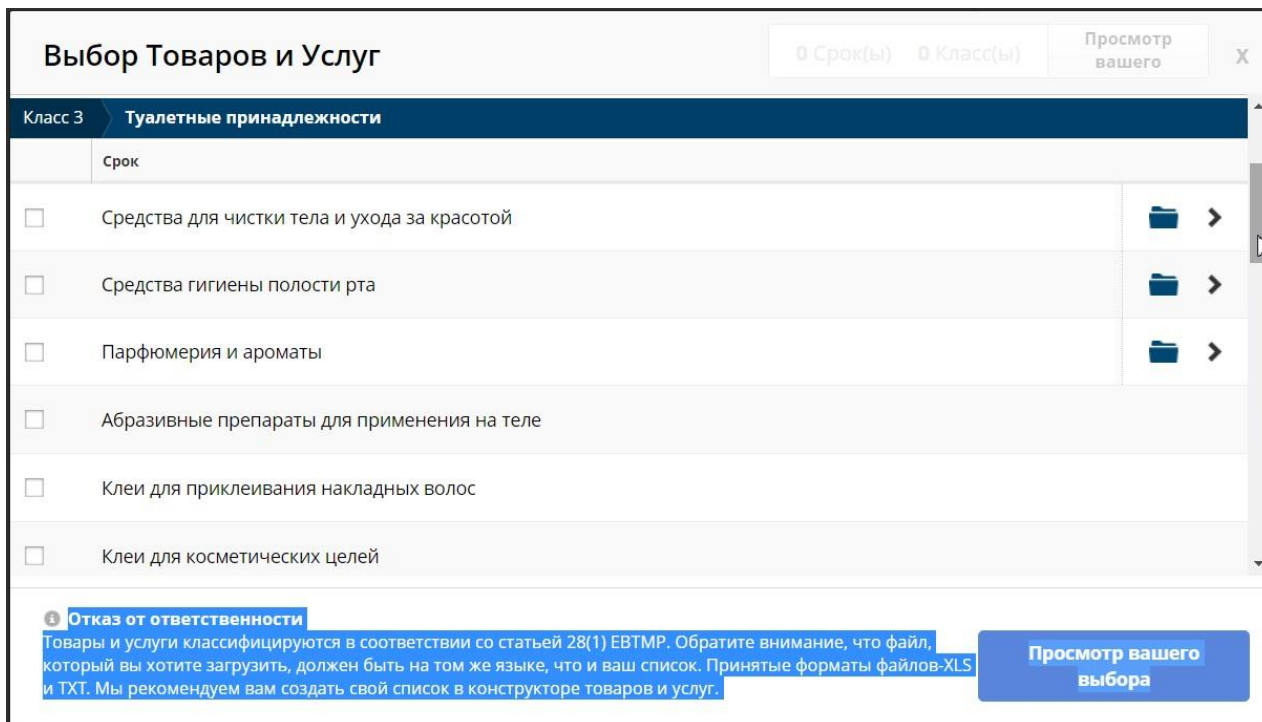 Выбор Товаров и Услуг
0 Срок(ы) 0 Класс(ы)
Просмотр
вашего
X
Класс 3 Туалетные принадлежности
Срок
Средства для чистки тела и ухода за красотой
Средства гигиены полости рта
Парфюмерия и ароматы
Абразивные препараты для применения на теле
Клеи для приклеивания накладных волос
Клеи для косметических целей
Отказ от ответственности
Товары и услуги классифицируются в соответствии со статьей 28(1) ЕВТМР. Обратите внимание, что файл,
который вы хотите загрузить, должен быть на том же языке, что и ваш список. Принятые форматы файлов-XLS
и TXT. Мы рекомендуем вам создать свой список в конструкторе товаров и услуг.
Просмотр вашего
выбора